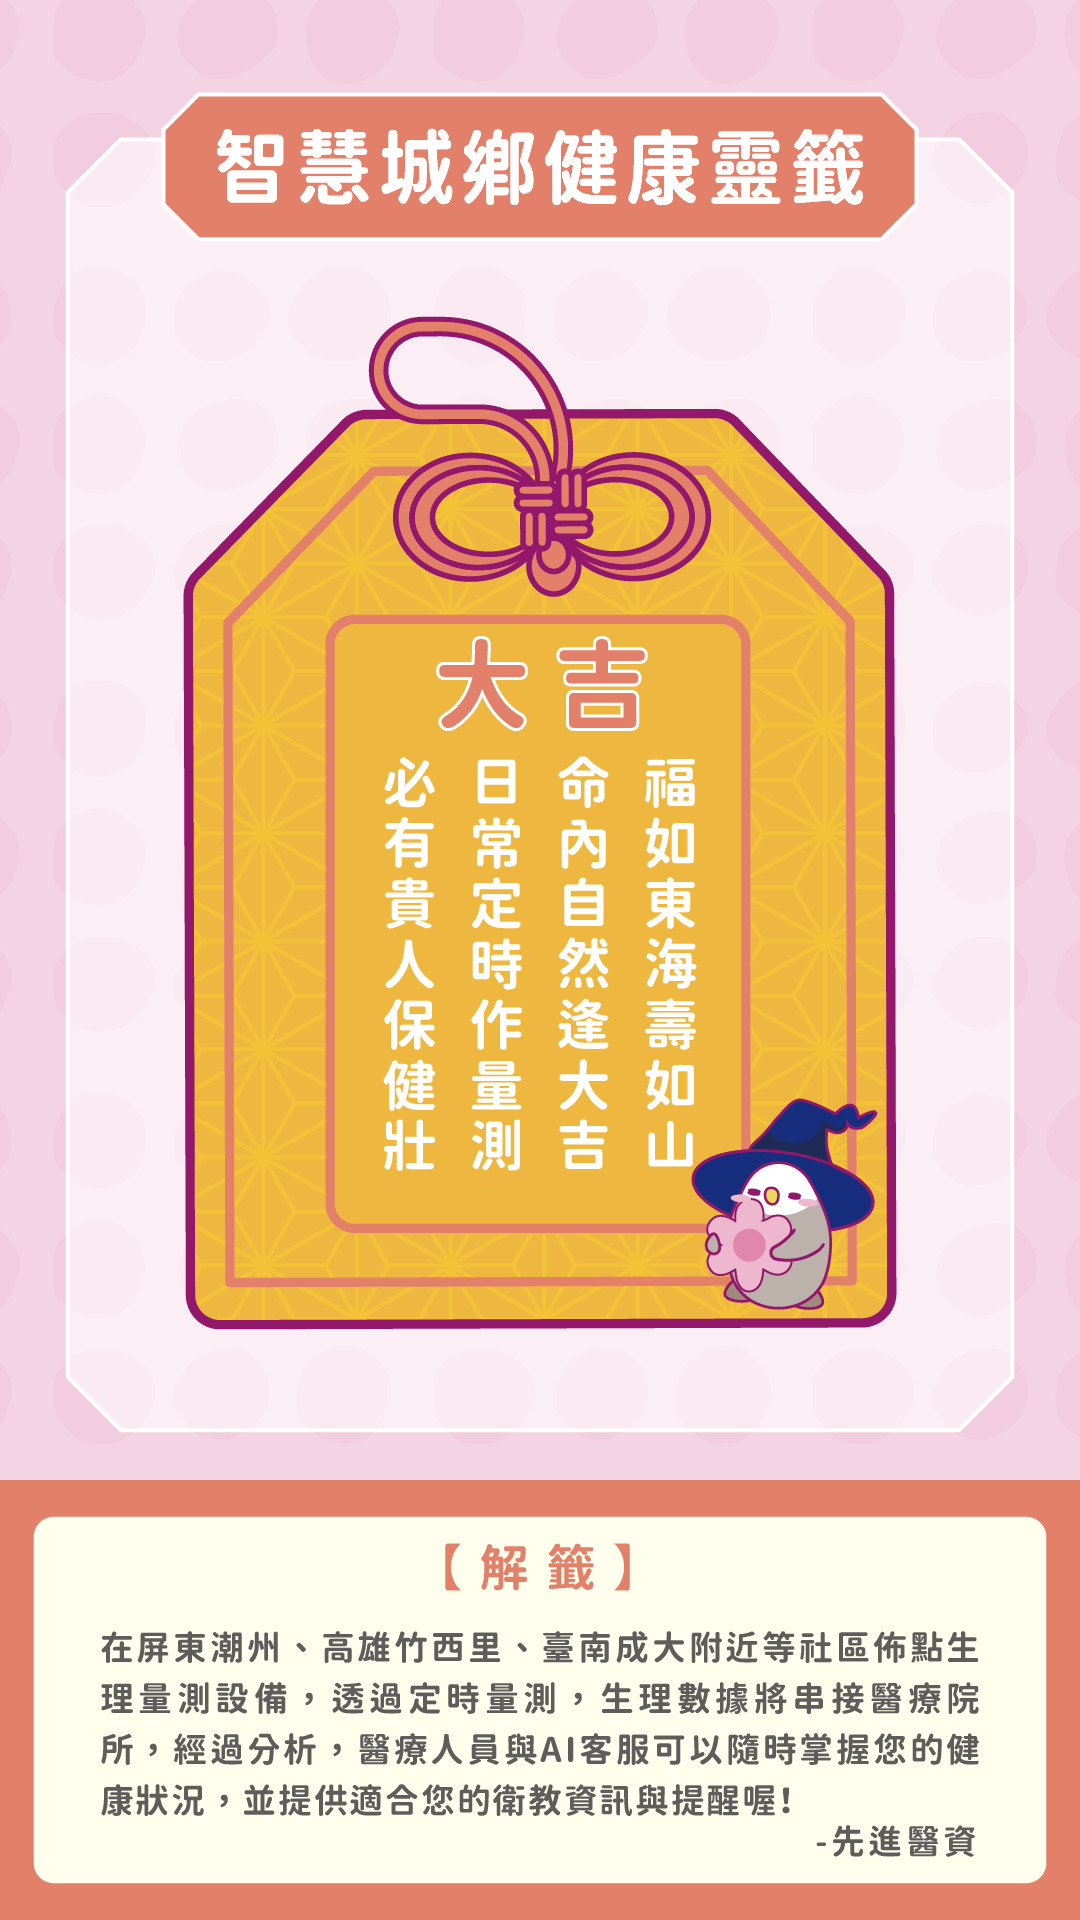 智慧城鄉健康靈籤
大吉
福如東海壽如山
命內自然逢大吉
日常定時作量測
必有貴人保健壯
【解籤】
在屏東潮州、高雄竹西里、臺南成大附近等社區佈點生
理量測設備，透過定時量測，生理數據將串接醫療院
所，經過分析，醫療人員與AI客服可以隨時掌握您的健
康狀況，並提供適合您的衛教資訊與提醒喔!
-先進醫資